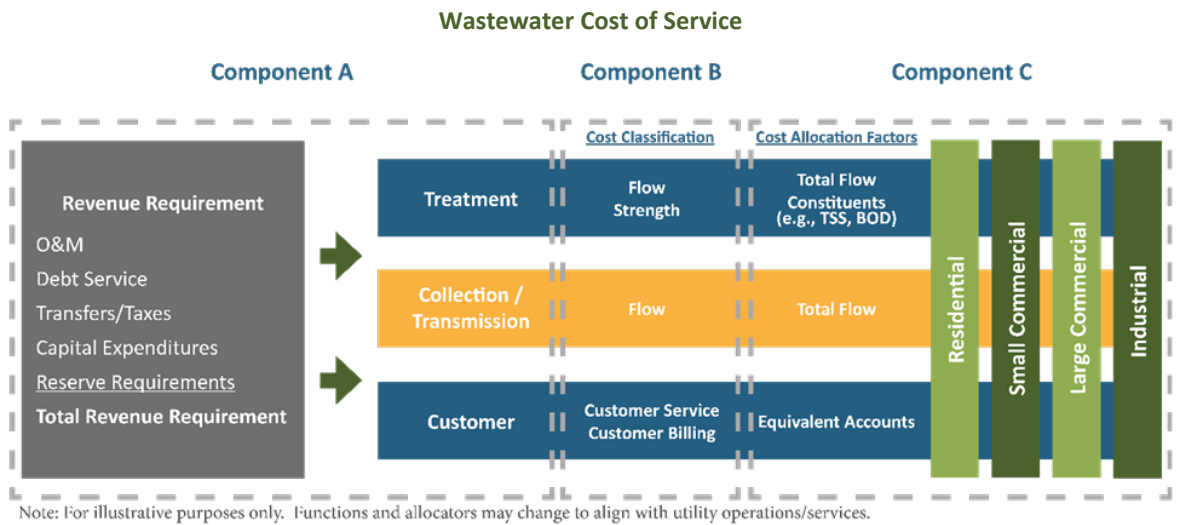 Wastewater Cost of Service
Component A
Component B
Component C
Revenue Requirement
O&M
Debt Service
Transfers/Taxes
Capital Expenditures
Reserve Requirements
Total Revenue Requirement
Treatment
Collection /
Transmission
Customer
Cost Classification
Flow
Strength
Flow
Customer Service
Customer Billing
Cost Allocation Factors
Total Flow
Constituents
(e.g., TSS, BOD)
Total Flow
Equivalent Accounts
Residential
Small Commercial
Large Commercial
Industrial
Note: For illustrative purposes only.  Functions and allocators may change to align with utility operations/services.